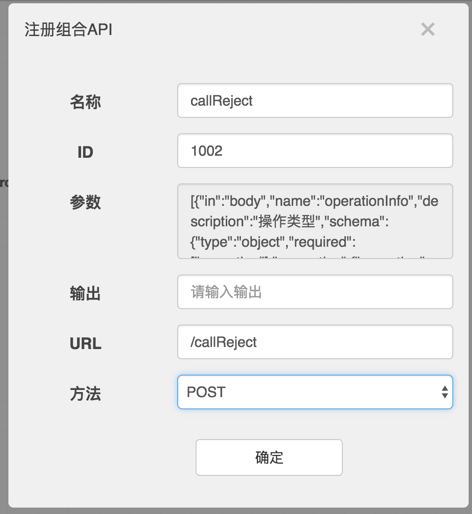 注册组合API
×
名称
callReject
ID
1002
参数
[{"in":"body","name":"operationInfo","de
scription":"操作类型","schema":
{"type":"object","required":
输出
请输入输出
URL
/callReject
方法
POST
确定